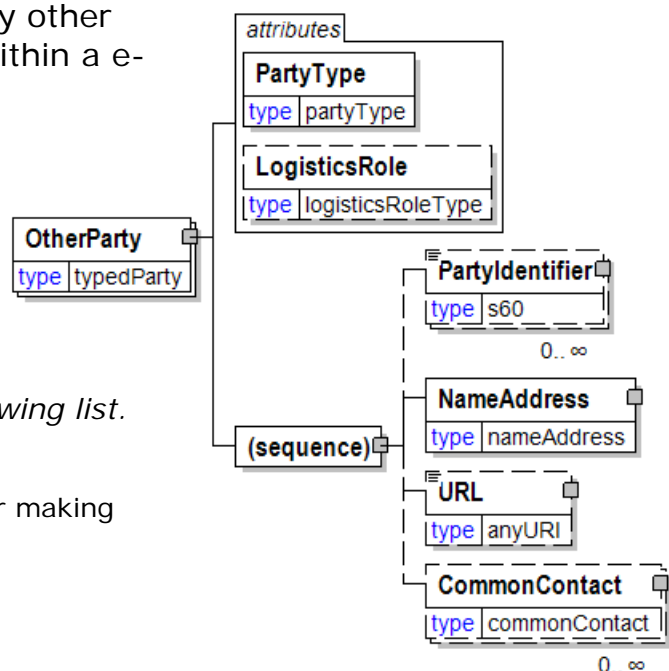 y other
ithin a e-
wing list.
r making
attributes
PartyType
type partyType
LogisticsRole
type logisticsRoleType
OtherParty
type typedParty
(sequence)
PartyIdentifier
type s60
0.. ∞
NameAddress
type nameAddress
URL
type anyURI
CommonContact
type commonContact
0.. ∞